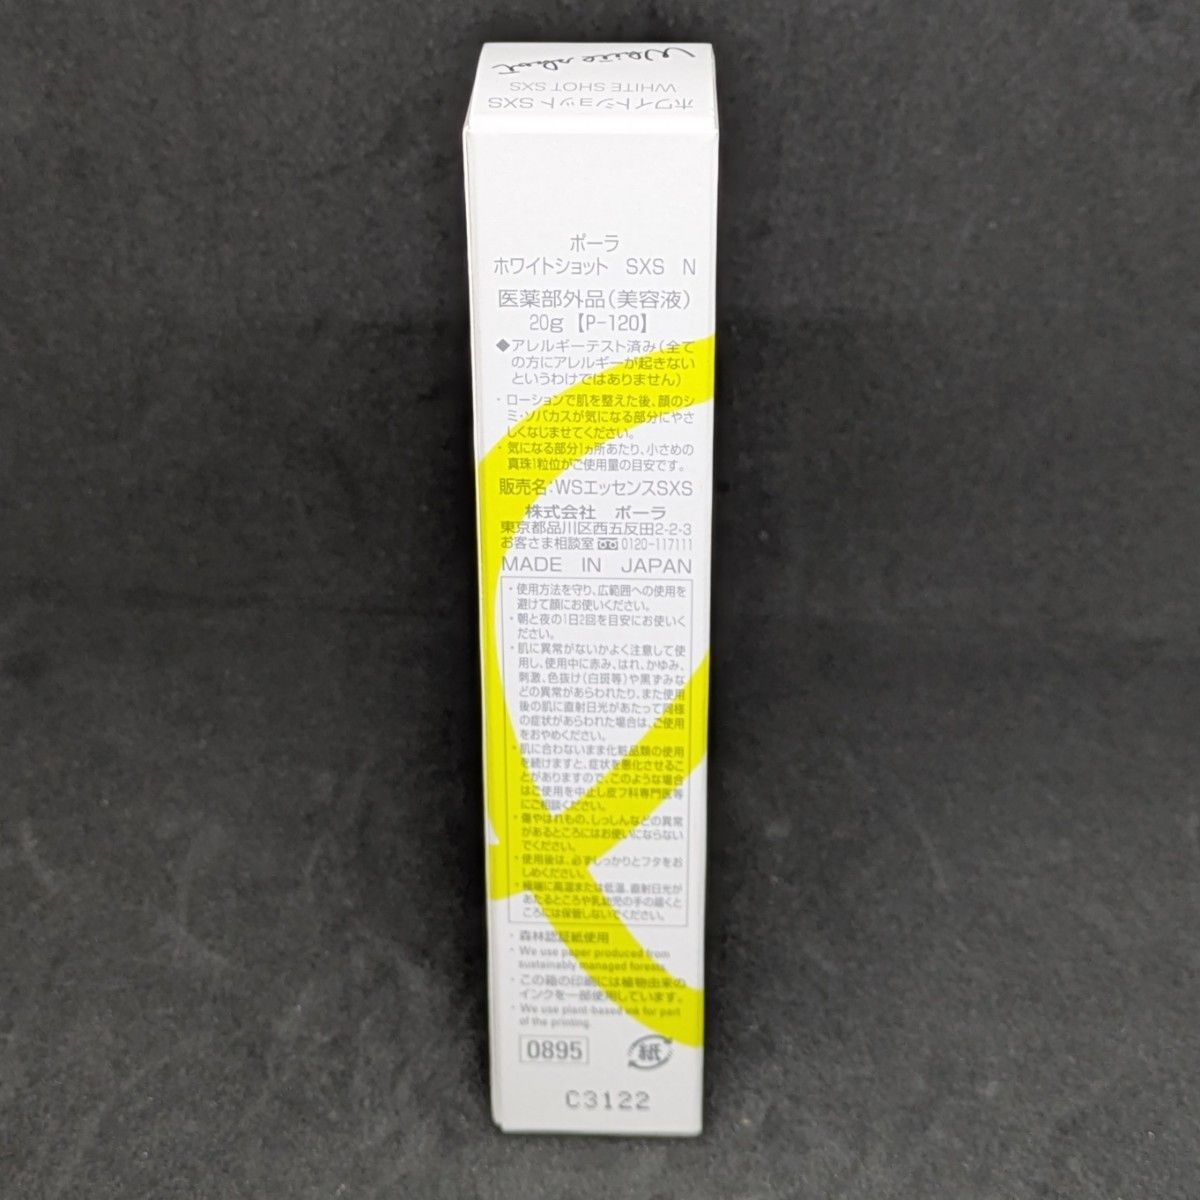 White shot
WHITE SHOT SXS
ホワイトショット SXS
ポーラ
ホワイトショット SXS N
医薬部外品(美容液)
20g【P-120】
◆アレルギーテスト済み(全て
の方にアレルギーが起きない
というわけではありません)
・ローションで肌を整えた後、顔のシ
ミ・ソバカスが気になる部分にやさ
しくなじませてください。
・気になる部分1ヵ所あたり、小さめの
真珠1粒位がご使用量の目安です。
販売名:WSエッセンスSXS
株式会社 ポーラ
東京都品川区西五反田2-2-3
お客さま相談室 0120-117111
MADE IN JAPAN
・使用方法を守り、広範囲への使用を
避けて顔にお使いください。
・朝と夜の1日2回を目安にお使いく
ださい。
・肌に異常がないかよく注意して使
用し、使用中に赤み、はれ、かゆみ、
刺激、色抜け(白斑等)や黒ずみな
どの異常があらわれたり、また使用
後の肌に直射日光があたって同様
の症状があらわれた場合は、ご使用
をおやめください。
・肌に合わないまま化粧品類の使用
を続けますと、症状を悪化させるこ
とがありますので、このような場合
はご使用を中止し皮フ科専門医等
にご相談ください。
・傷やはれもの、しっしんなどの異常
があるところにはお使いにならない
でください。
・使用後は、必ずしっかりとフタをお
しめください。
・極端に高温または低温、直射日光が
あたるところや乳幼児の手の届くと
ころには保管しないでください。
・森林認証紙使用
・We use paper produced from
sustainably managed forests.
・この箱の印刷には植物由来の
インクを一部使用しています。
・We use plant-based ink for part
of the printing.
0895
紙
C3122